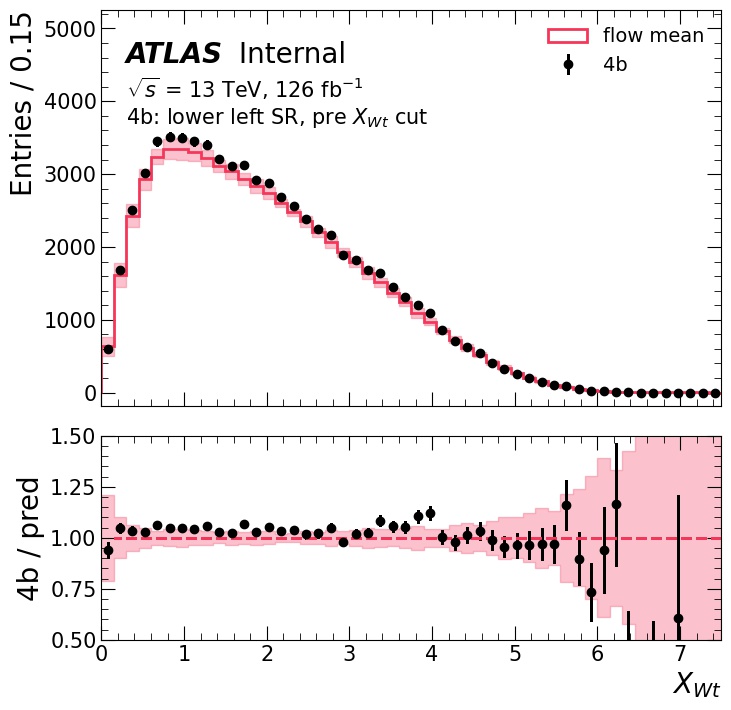 Entries / 0.15
5000
4000
3000
2000
1000
0
ATLAS Internal
√s = 13 TeV, 126 fb⁻¹
4b: lower left SR, pre X_Wt cut
flow mean
4b
4b / pred
1.50
1.25
1.00
0.75
0.50
0 1 2 3 4 5 6 7
X_Wt